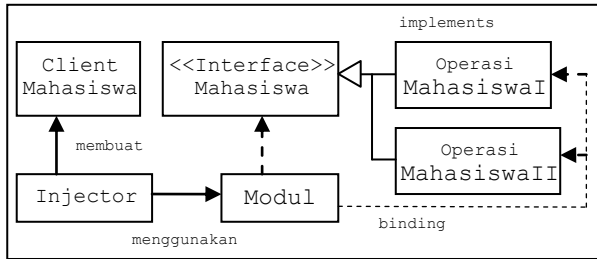 implements
Client
Mahasiswa
<<Interface>>
Mahasiswa
Operasi
MahasiswaI
membuat
Operasi
MahasiswaII
Injector
Modul
menggunakan
binding